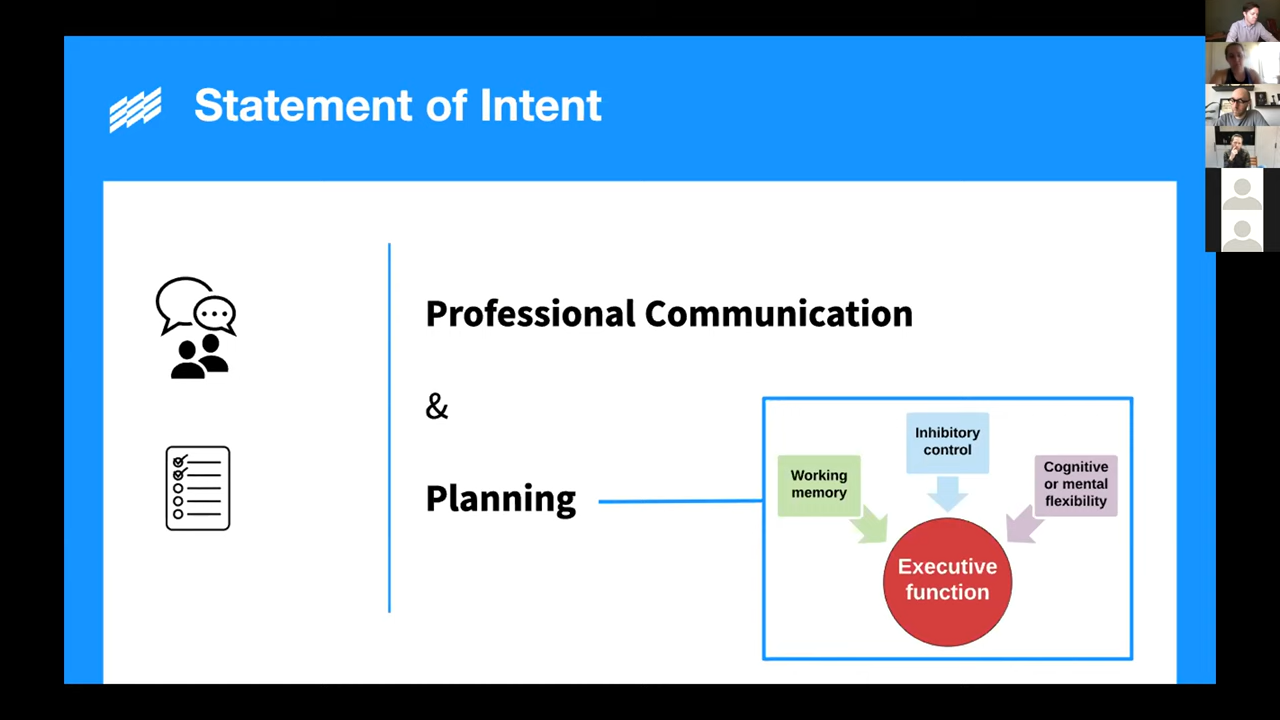 Statement of Intent
Professional Communication
&
Planning
Working
memory
Inhibitory
control
Cognitive
or mental
flexibility
Executive
function